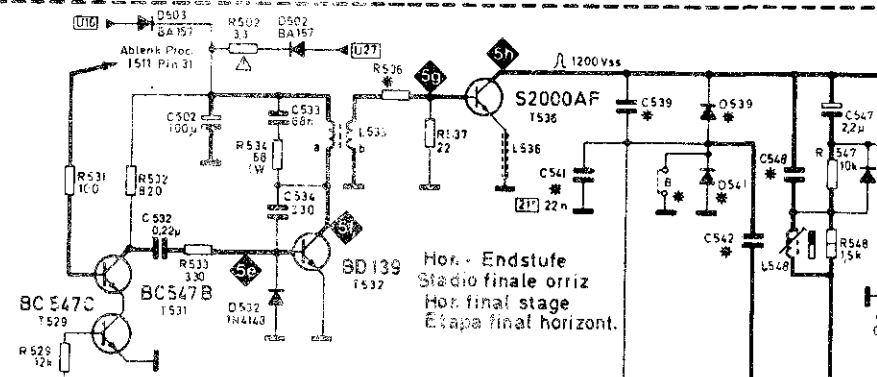 U16
D503
BA157
R502
3,3
D502
BA157
U27
Ablenk Proc.
I511 Pin 31
C502
100µ
C533
68n
R534
68
1W
L533
a
b
C534
330
R531
100
R532
820
C532
0,22µ
R533
330
5e
5f
D532
1N4148
BC547C
T529
BC547B
T531
BD139
T532
R529
12k
R536
5g
5h
1200Vss
S2000AF
T536
R537
22
L536
C539
D539
C541
21"
22n
B
D541
C542
C547
2,2µ
C548
R547
10k
L548
R548
1,5k
Hor.- Endstufe
Stadio finale orriz
Hor. final stage
Etapa final horizont.